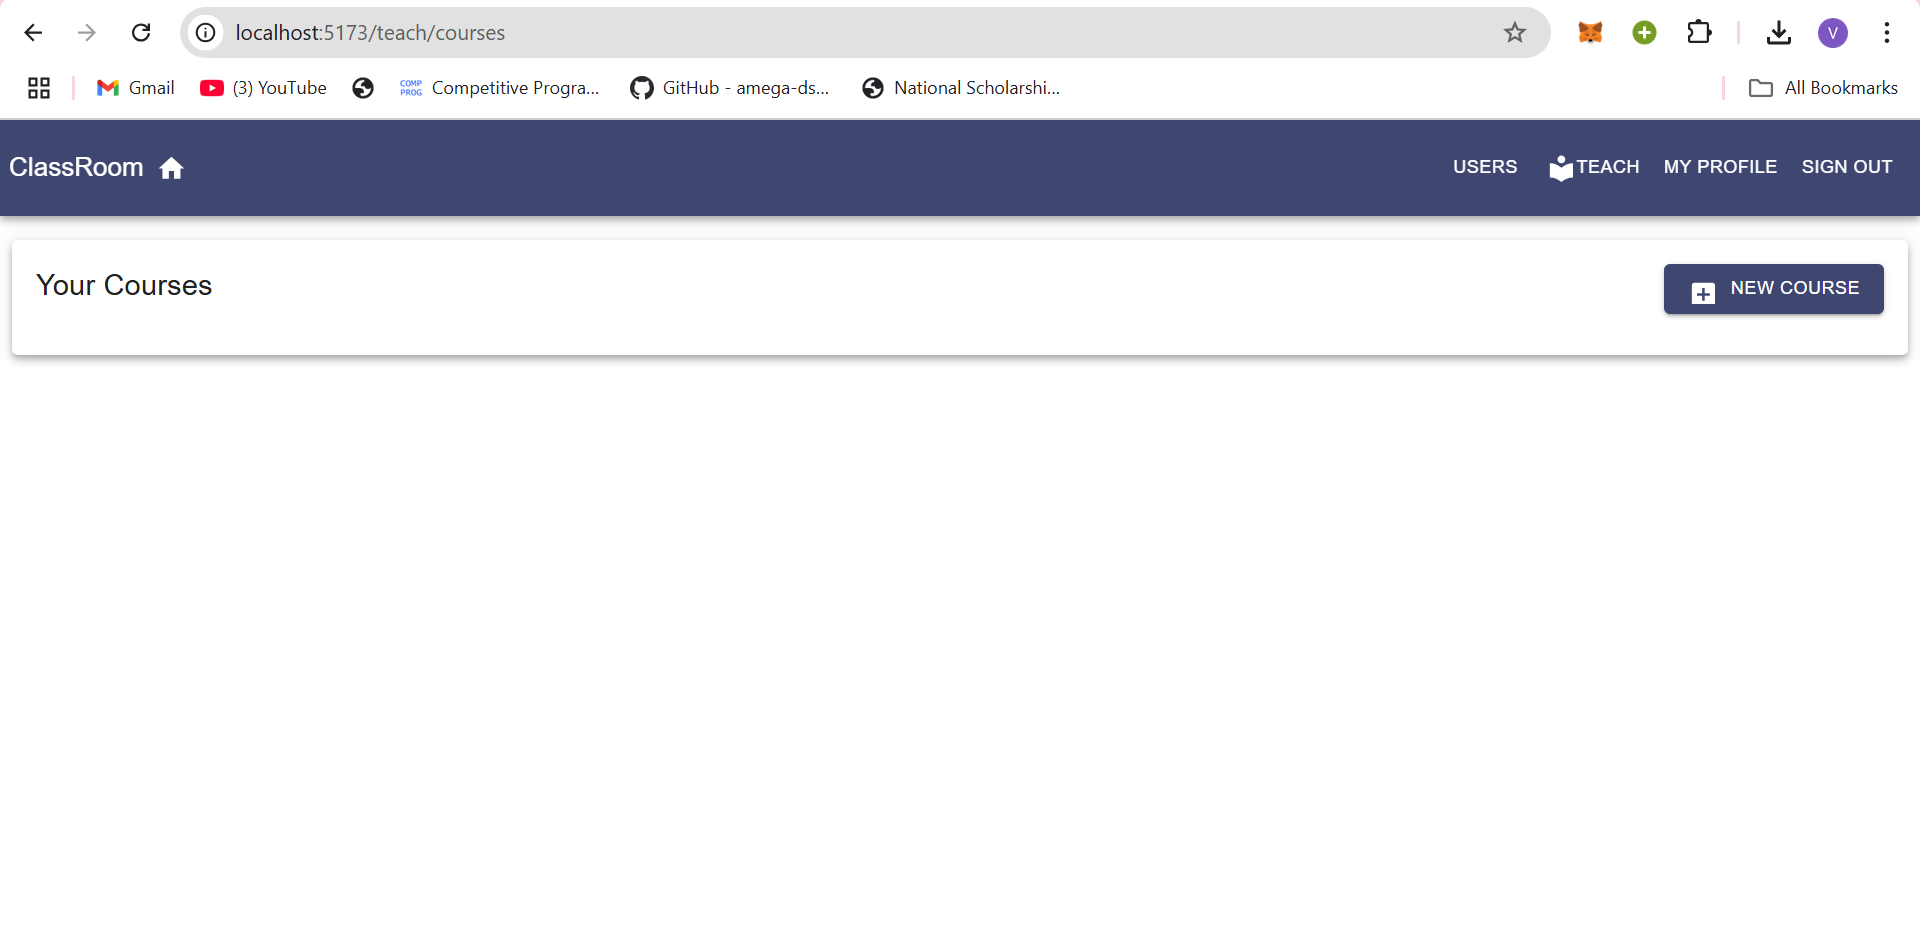 localhost:5173/teach/courses
V
Gmail
(3) YouTube
COMP PROG
Competitive Progra...
GitHub - amega-ds...
National Scholarshi...
All Bookmarks
ClassRoom
USERS
TEACH
MY PROFILE
SIGN OUT
Your Courses
NEW COURSE